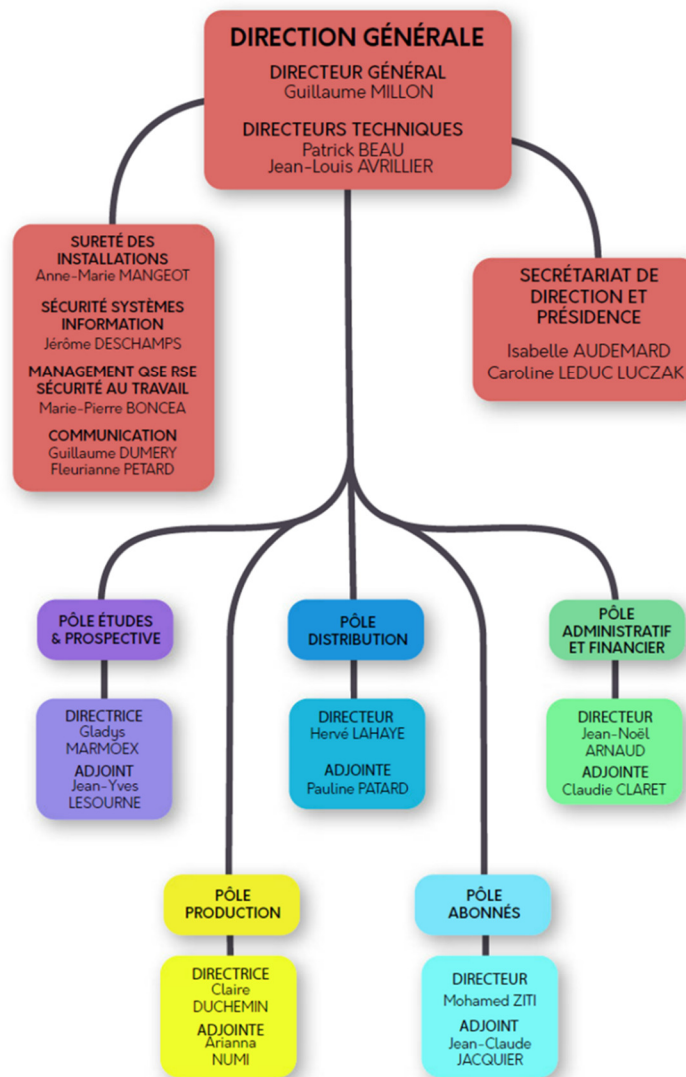 DIRECTION GÉNÉRALE
DIRECTEUR GÉNÉRAL
Guillaume MILLON
DIRECTEURS TECHNIQUES
Patrick BEAU
Jean-Louis AVRILLIER
SURETÉ DES
INSTALLATIONS
Anne-Marie MANGEOT
SÉCURITÉ SYSTÈMES
INFORMATION
Jérôme DESCHAMPS
MANAGEMENT QSE RSE
SÉCURITÉ AU TRAVAIL
Marie-Pierre BONCEA
COMMUNICATION
Guillaume DUMERY
Fleurianne PETARD
SECRÉTARIAT DE
DIRECTION ET
PRÉSIDENCE
Isabelle AUDEMARD
Caroline LEDUC LUCZAK
PÔLE ÉTUDES
& PROSPECTIVE
DIRECTRICE
Gladys
MARMOEX
ADJOINT
Jean-Yves
LESOURNE
PÔLE
DISTRIBUTION
DIRECTEUR
Hervé LAHAYE
ADJOINTE
Pauline PATARD
PÔLE
ADMINISTRATIF
ET FINANCIER
DIRECTEUR
Jean-Noël
ARNAUD
ADJOINTE
Claudie CLARET
PÔLE
PRODUCTION
DIRECTRICE
Claire
DUCHEMIN
ADJOINTE
Arianna
NUMI
PÔLE
ABONNÉS
DIRECTEUR
Mohamed ZITI
ADJOINT
Jean-Claude
JACQUIER